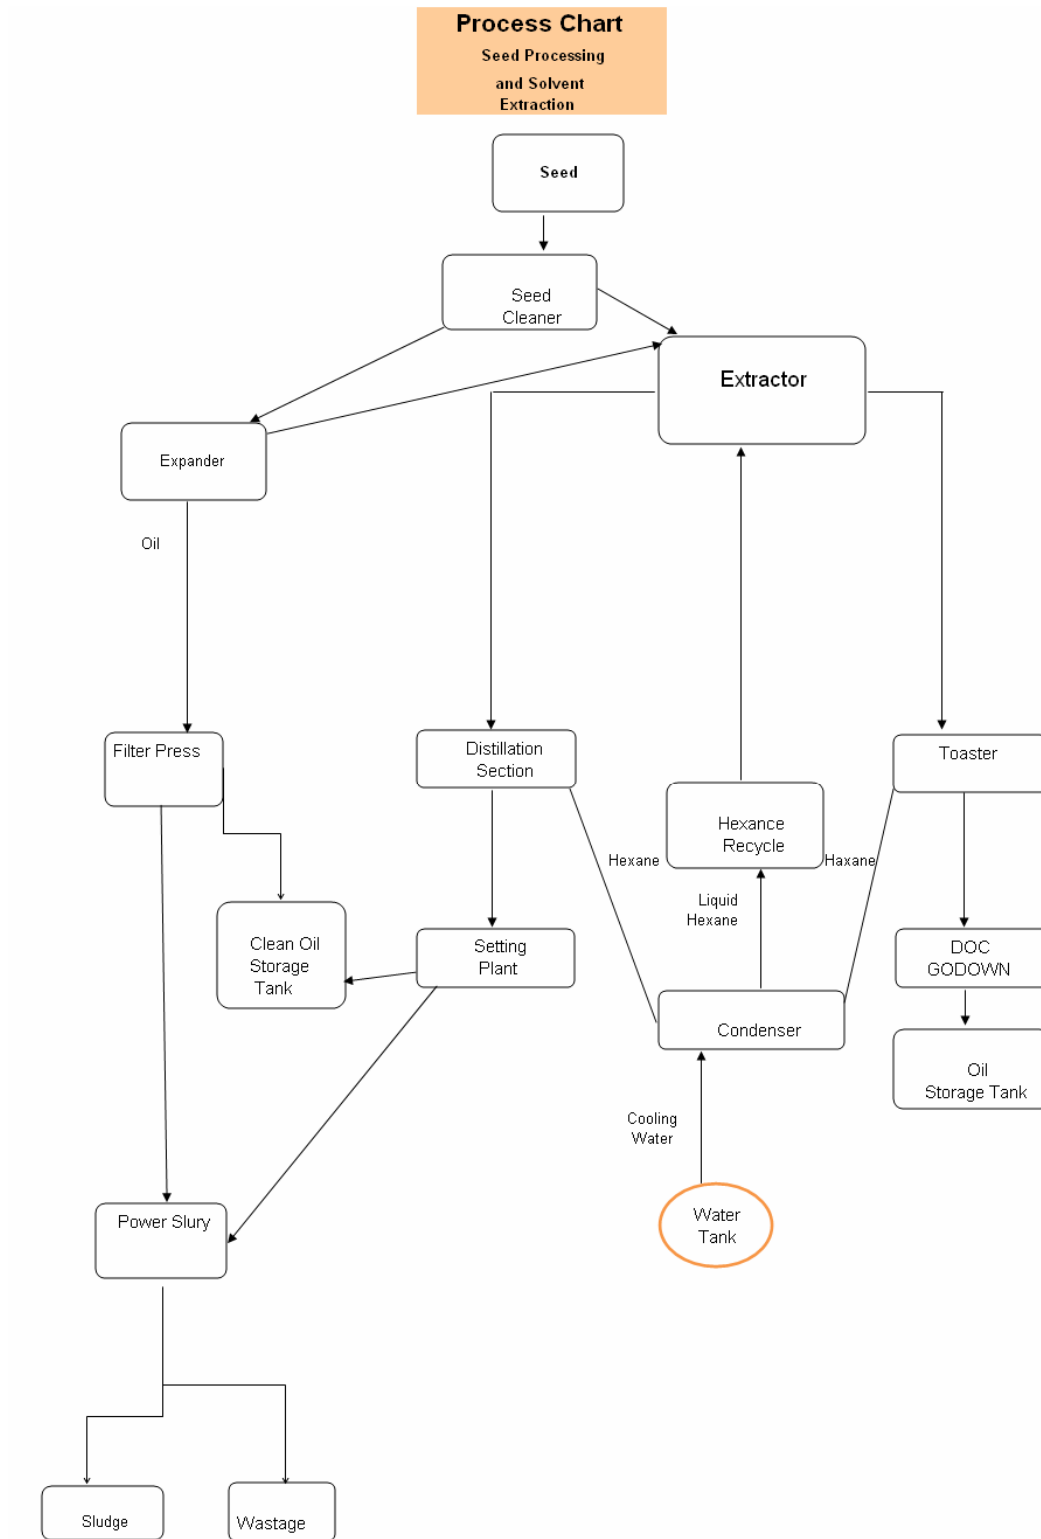 Process Chart
Seed Processing
and Solvent
Extraction
Seed
Seed
Cleaner
Extractor
Expander
Oil
Filter Press
Distillation
Section
Toaster
Hexance
Recycle
Hexane
Haxane
Liquid
Hexane
Clean Oil
Storage
Tank
Setting
Plant
DOC
GODOWN
Condenser
Oil
Storage Tank
Cooling
Water
Power Slury
Water
Tank
Sludge
Wastage